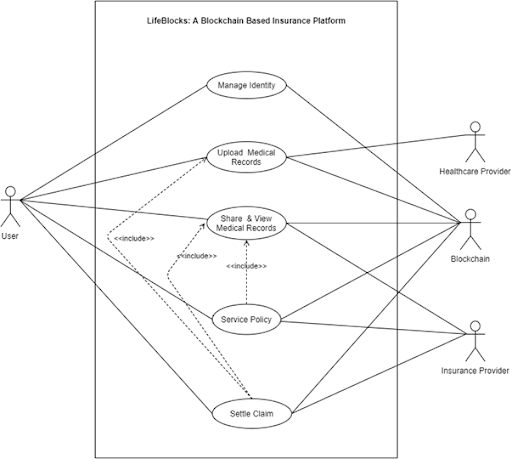 LifeBlocks: A Blockchain Based Insurance Platform
Manage Identity
Upload Medical
Records
Healthcare Provider
Share & View
Medical Records
User
<<include>>
<<include>>
<<include>>
Blockchain
Service Policy
Insurance Provider
Settle Claim